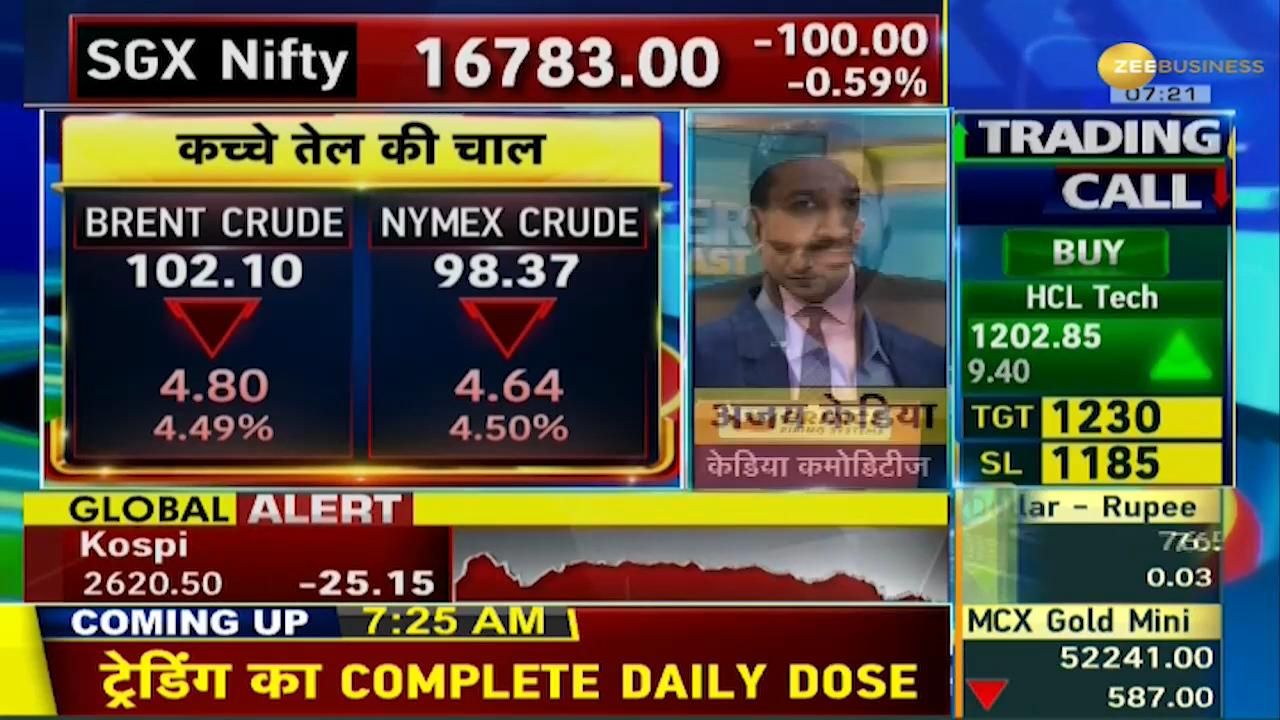 SGX Nifty
16783.00
-100.00
-0.59%
ZEEBUSINESS
07:21
कच्चे तेल की चाल
BRENT CRUDE
102.10
4.80
4.49%
NYMEX CRUDE
98.37
4.64
4.50%
अजय केडिया
केडिया कमोडिटीज
TRADING
CALL
BUY
HCL Tech
1202.85
9.40
TGT 1230
SL 1185
GLOBAL ALERT
Kospi
2620.50 -25.15
- Rupee
0.03
MCX Gold Mini
52241.00
587.00
COMING UP 7:25 AM
ट्रेडिंग का COMPLETE DAILY DOSE